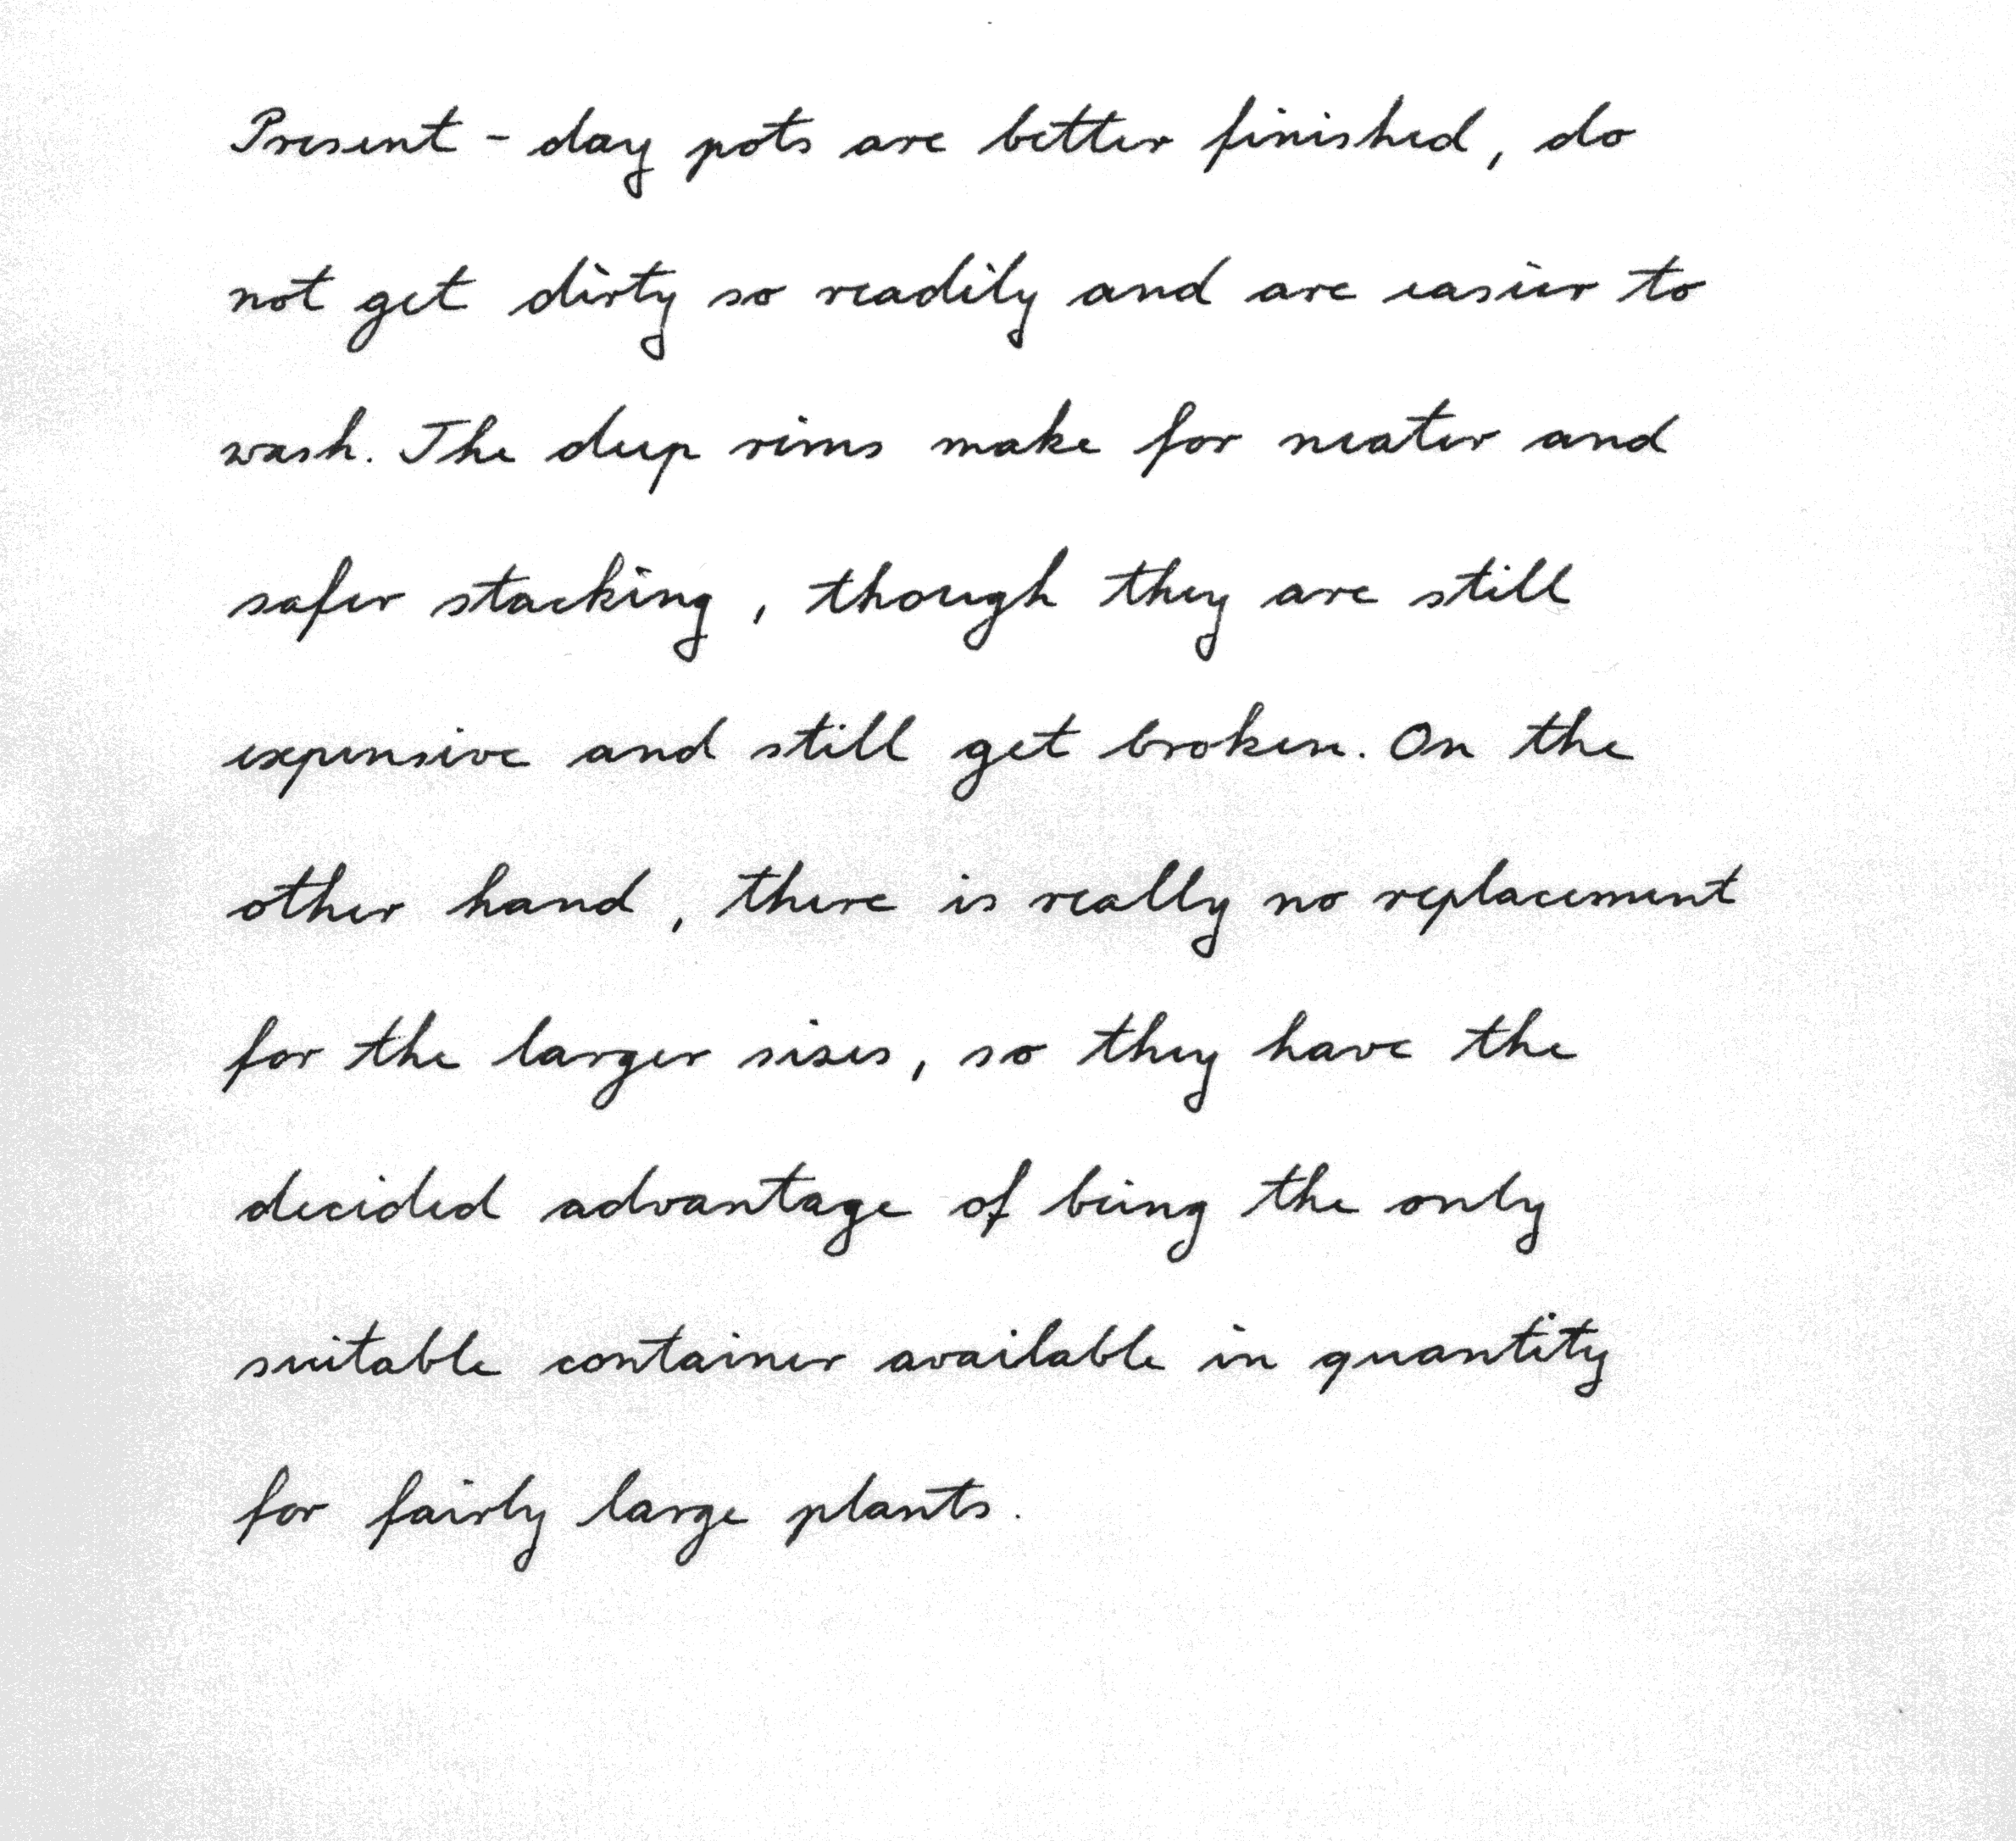 Present - day pots are better finished, do
not get dirty so readily and are easier to
wash. The deep rims make for neater and
safer stacking, though they are still
expensive and still get broken. On the
other hand, there is really no replacement
for the larger sizes, so they have the
decided advantage of being the only
suitable container available in quantity
for fairly large plants.